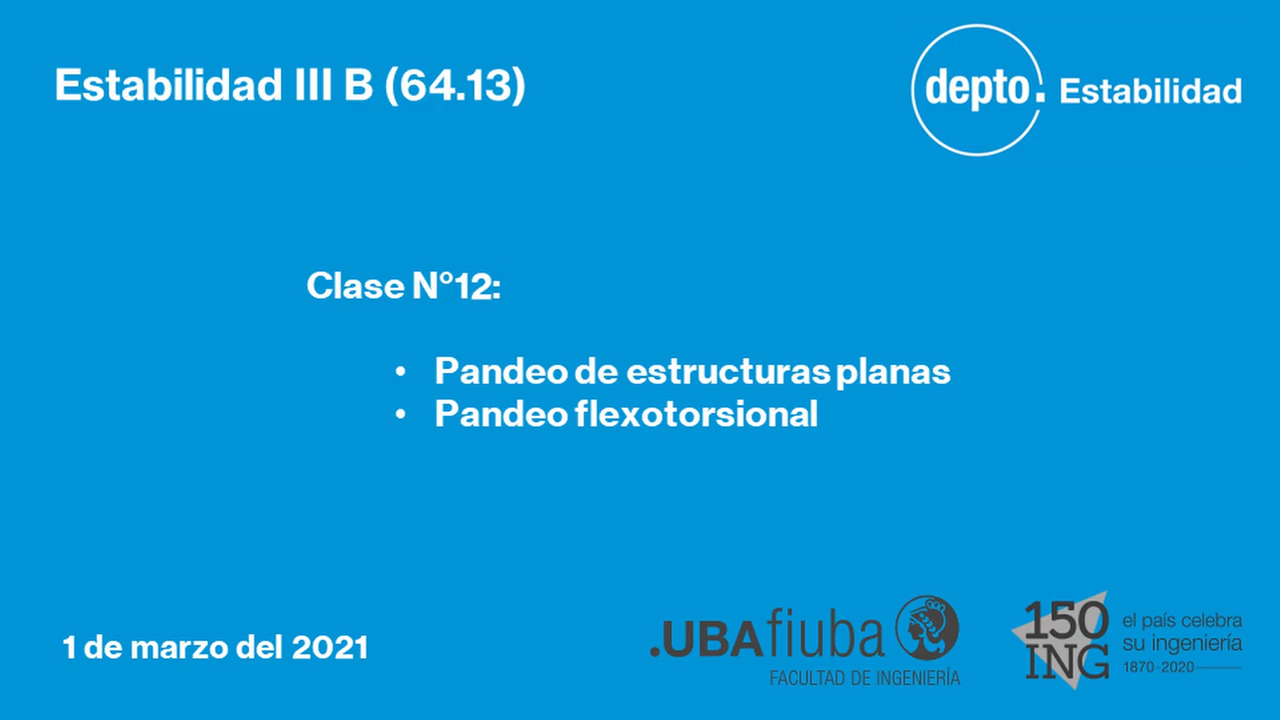 Estabilidad III B (64.13)
depto. Estabilidad
Clase N°12:
• Pandeo de estructuras planas
• Pandeo flexotorsional
1 de marzo del 2021
.UBAfiuba
FACULTAD DE INGENIERÍA
150
ING
el país celebra
su ingeniería
1870-2020